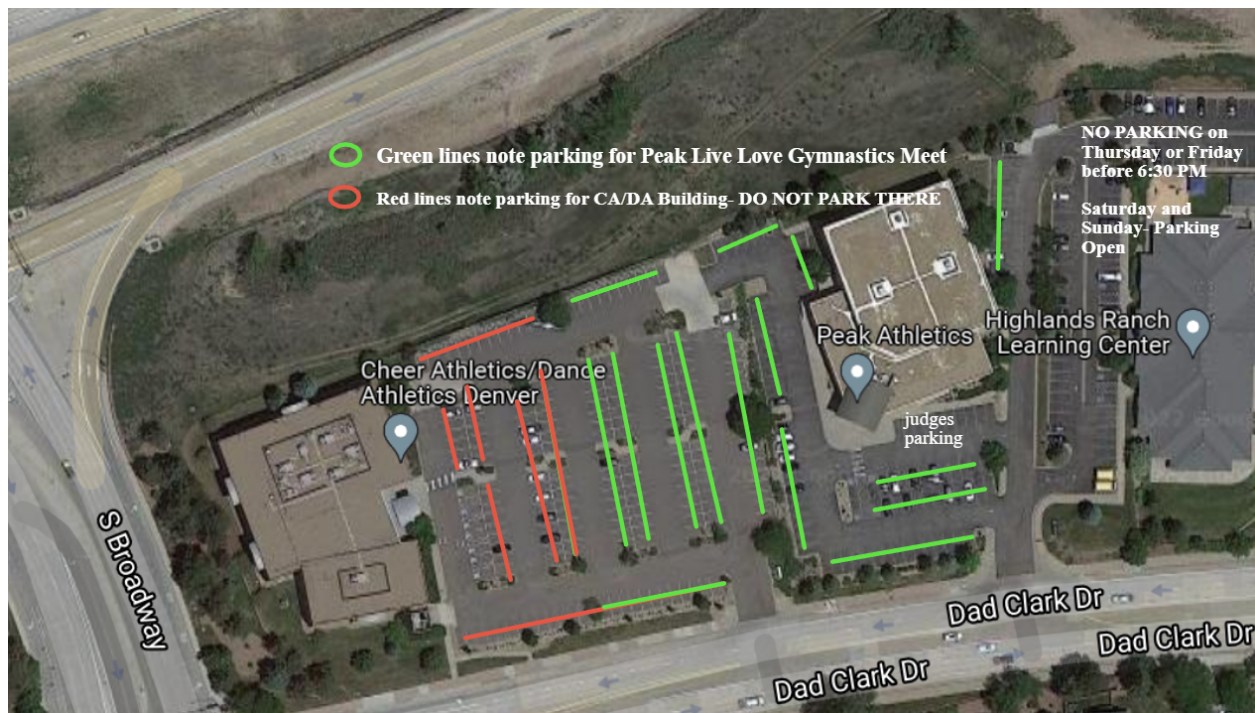 Green lines note parking for Peak Live Love Gymnastics Meet
Red lines note parking for CA/DA Building- DO NOT PARK THERE
NO PARKING on
Thursday or Friday
before 6:30 PM
Saturday and
Sunday- Parking
Open
Peak Athletics
Highlands Ranch
Learning Center
Cheer Athletics/Dance
Athletics Denver
judges
parking
S Broadway
Dad Clark Dr
Dad Clark Dr
Dad Clark Dr